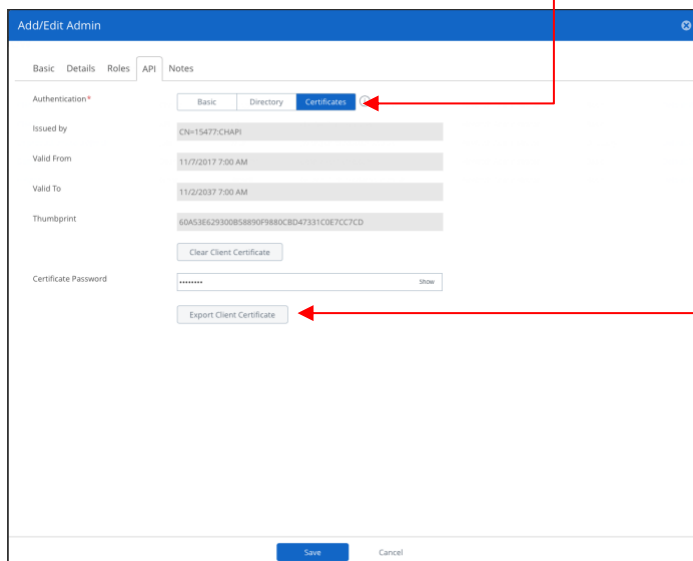 Add/Edit Admin
Basic Details Roles API Notes
Authentication* Basic Directory Certificates
Issued by CN=15477:CHAPI
Valid From 11/7/2017 7:00 AM
Valid To 11/2/2037 7:00 AM
Thumbprint 60A53E629300B58890F9880CBD47331C0E7CC7CD
Clear Client Certificate
Certificate Password •••••••• Show
Export Client Certificate
Save Cancel